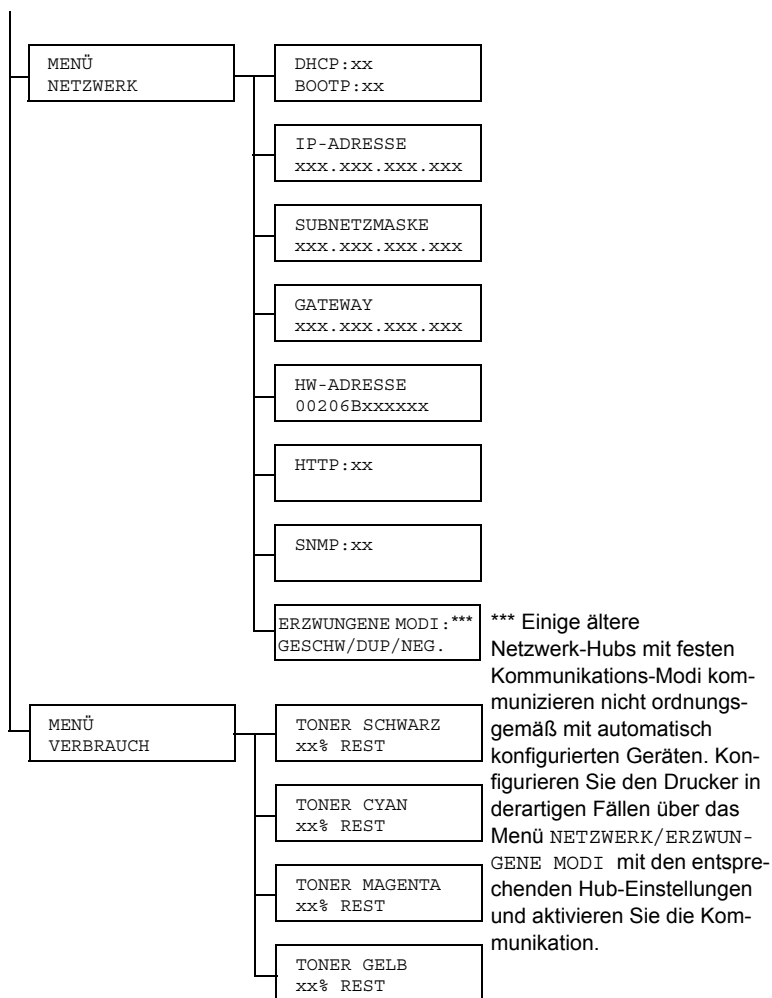 MENÜ
NETZWERK
DHCP:xx
BOOTP:xx
IP-ADRESSE
xxx.xxx.xxx.xxx
SUBNETZMASKE
xxx.xxx.xxx.xxx
GATEWAY
xxx.xxx.xxx.xxx
HW-ADRESSE
00206Bxxxxxx
HTTP:xx
SNMP:xx
ERZWUNGENE MODI:***
GESCHW/DUP/NEG.
*** Einige ältere
Netzwerk-Hubs mit festen
Kommunikations-Modi kom-
munizieren nicht ordnungs-
gemäß mit automatisch
konfigurierten Geräten. Kon-
figurieren Sie den Drucker in
derartigen Fällen über das
Menü NETZWERK/ERZWUN-
GENE MODI mit den entspre-
chenden Hub-Einstellungen
und aktivieren Sie die Kom-
munikation.
MENÜ
VERBRAUCH
TONER SCHWARZ
xx% REST
TONER CYAN
xx% REST
TONER MAGENTA
xx% REST
TONER GELB
xx% REST